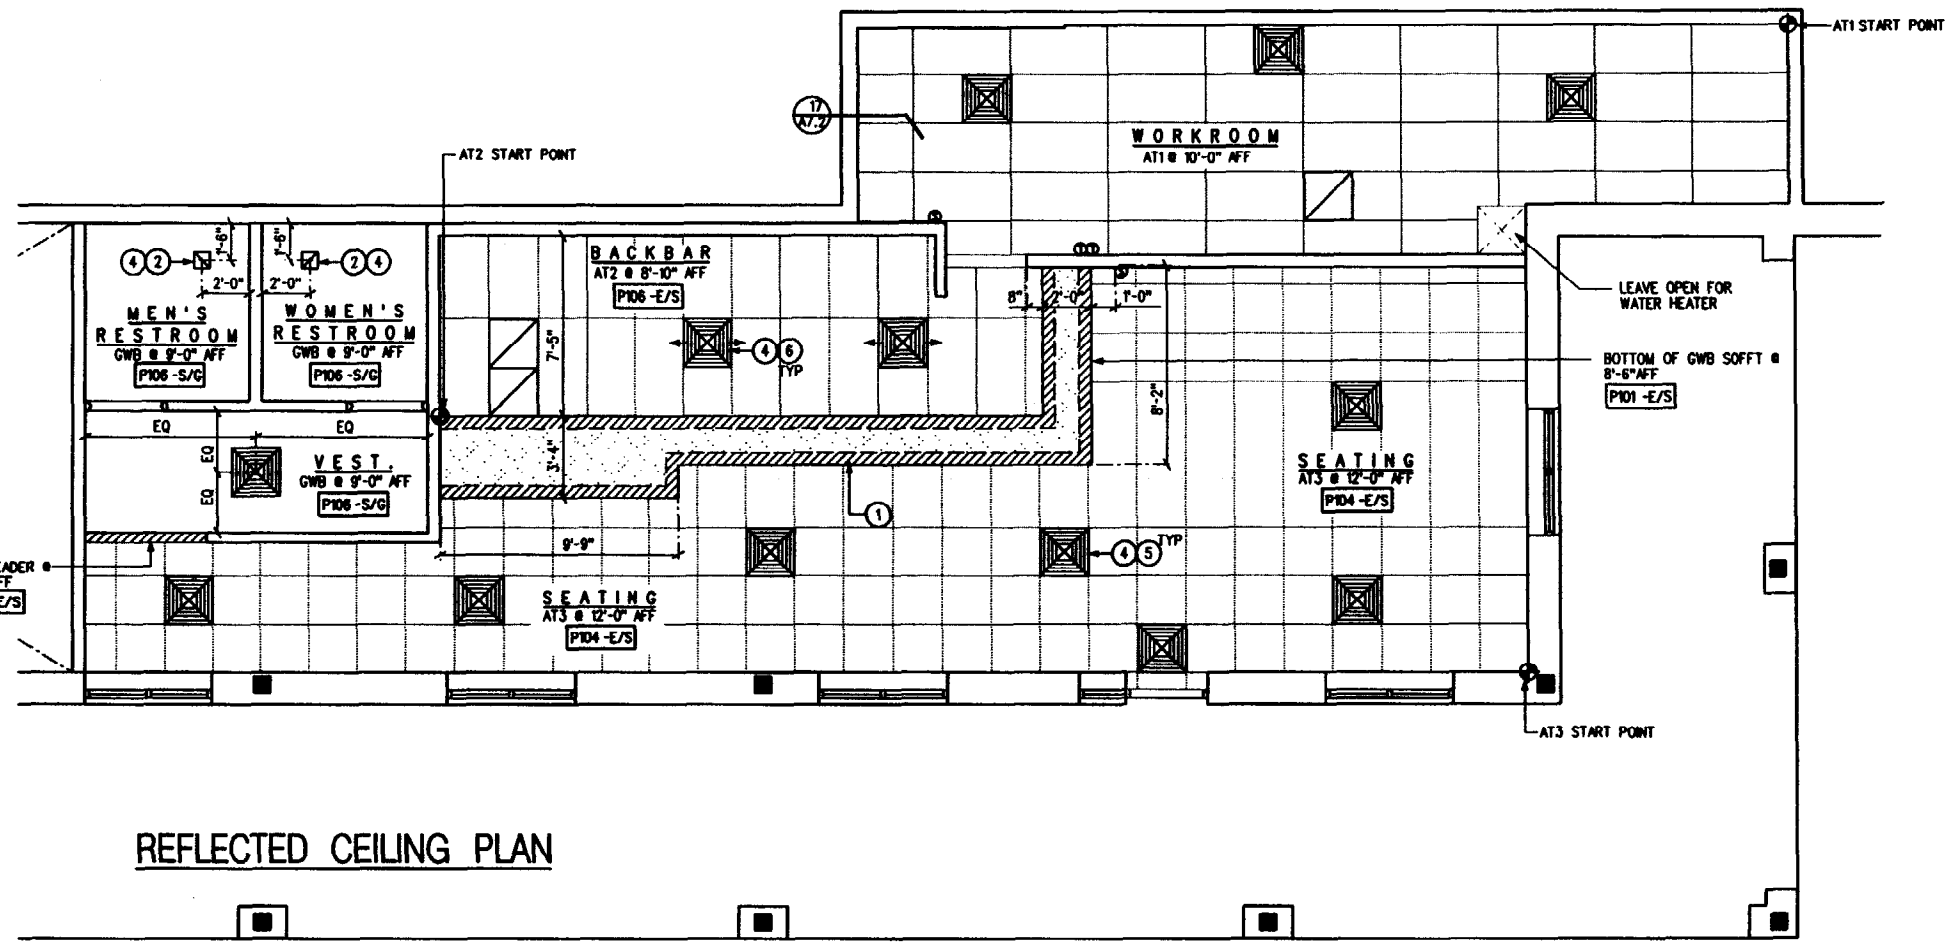 AT1 START POINT
17
A7.2
WORKROOM
AT1 @ 10'-0" AFF
AT2 START POINT
1'-6"
1'-6"
4 2
2 4
2'-0"
2'-0"
MEN'S
RESTROOM
GWB @ 9'-0" AFF
P106 -S/G
WOMEN'S
RESTROOM
GWB @ 9'-0" AFF
P106 -S/G
BACKBAR
AT2 @ 8'-10" AFF
P106 -E/S
7'-5"
4 6
TYP
8"
2'-0"
1'-0"
8'-2"
LEAVE OPEN FOR
WATER HEATER
BOTTOM OF GWB SOFFT @
8'-6"AFF
P101 -E/S
EQ
EQ
EQ
EQ
VEST.
GWB @ 9'-0" AFF
P106 -S/G
3'-4"
1
SEATING
AT3 @ 12'-0" AFF
P104 -E/S
9'-9"
4 5
TYP
EADER @
FF
E/S
SEATING
AT3 @ 12'-0" AFF
P104 -E/S
AT3 START POINT
REFLECTED CEILING PLAN